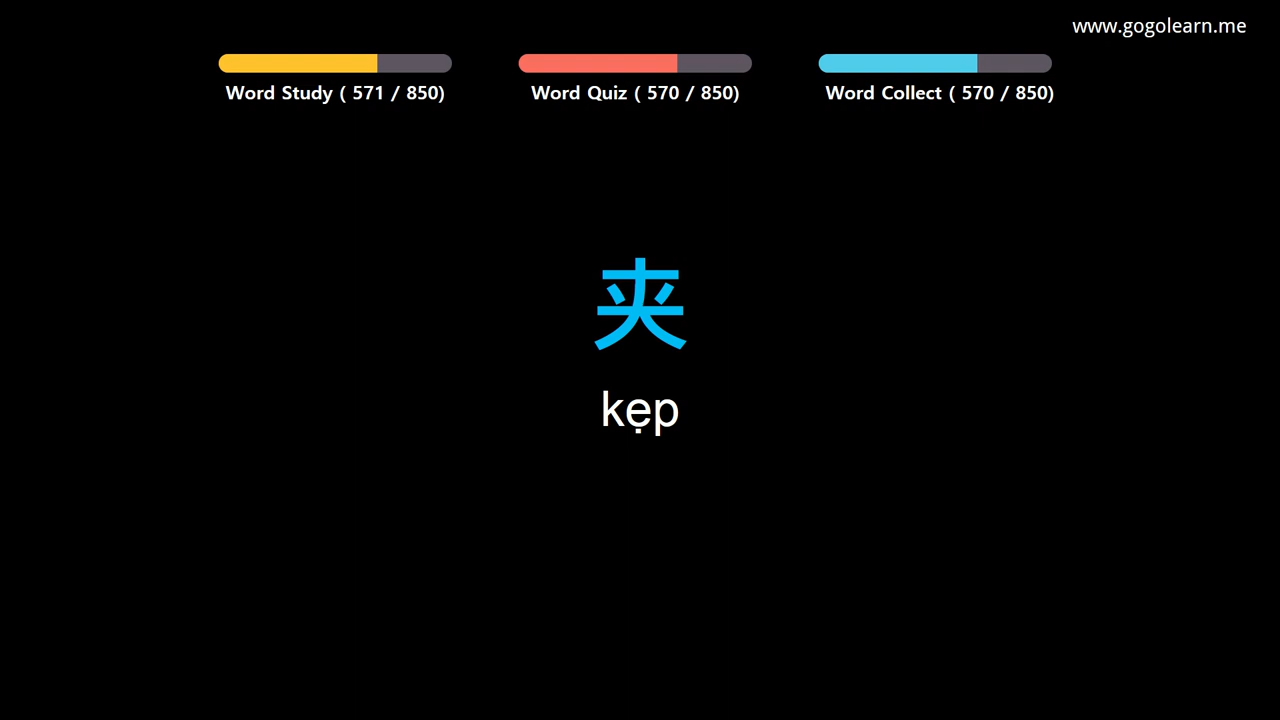 www.gogolearn.me
Word Study ( 571 / 850)
Word Quiz ( 570 / 850)
Word Collect ( 570 / 850)
夹
kẹp